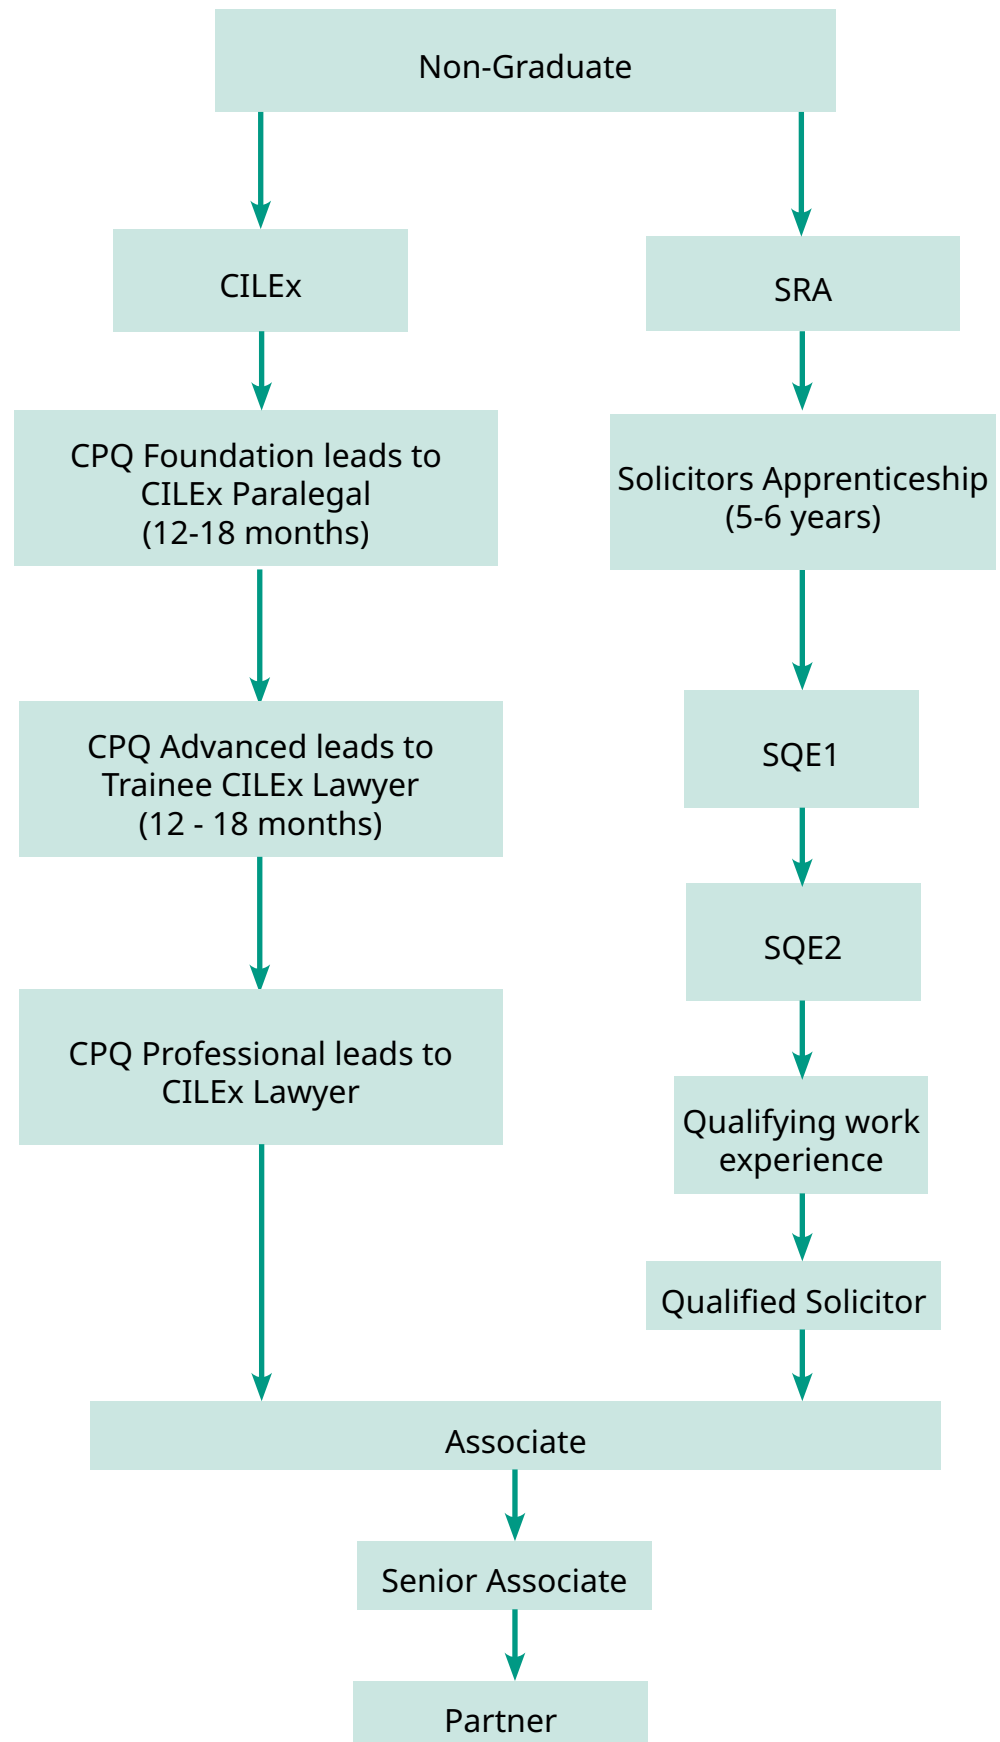 Non-Graduate
CILEx
SRA
CPQ Foundation leads to
CILEx Paralegal
(12-18 months)
Solicitors Apprenticeship
(5-6 years)
CPQ Advanced leads to
Trainee CILEx Lawyer
(12 - 18 months)
SQE1
SQE2
CPQ Professional leads to
CILEx Lawyer
Qualifying work
experience
Qualified Solicitor
Associate
Senior Associate
Partner